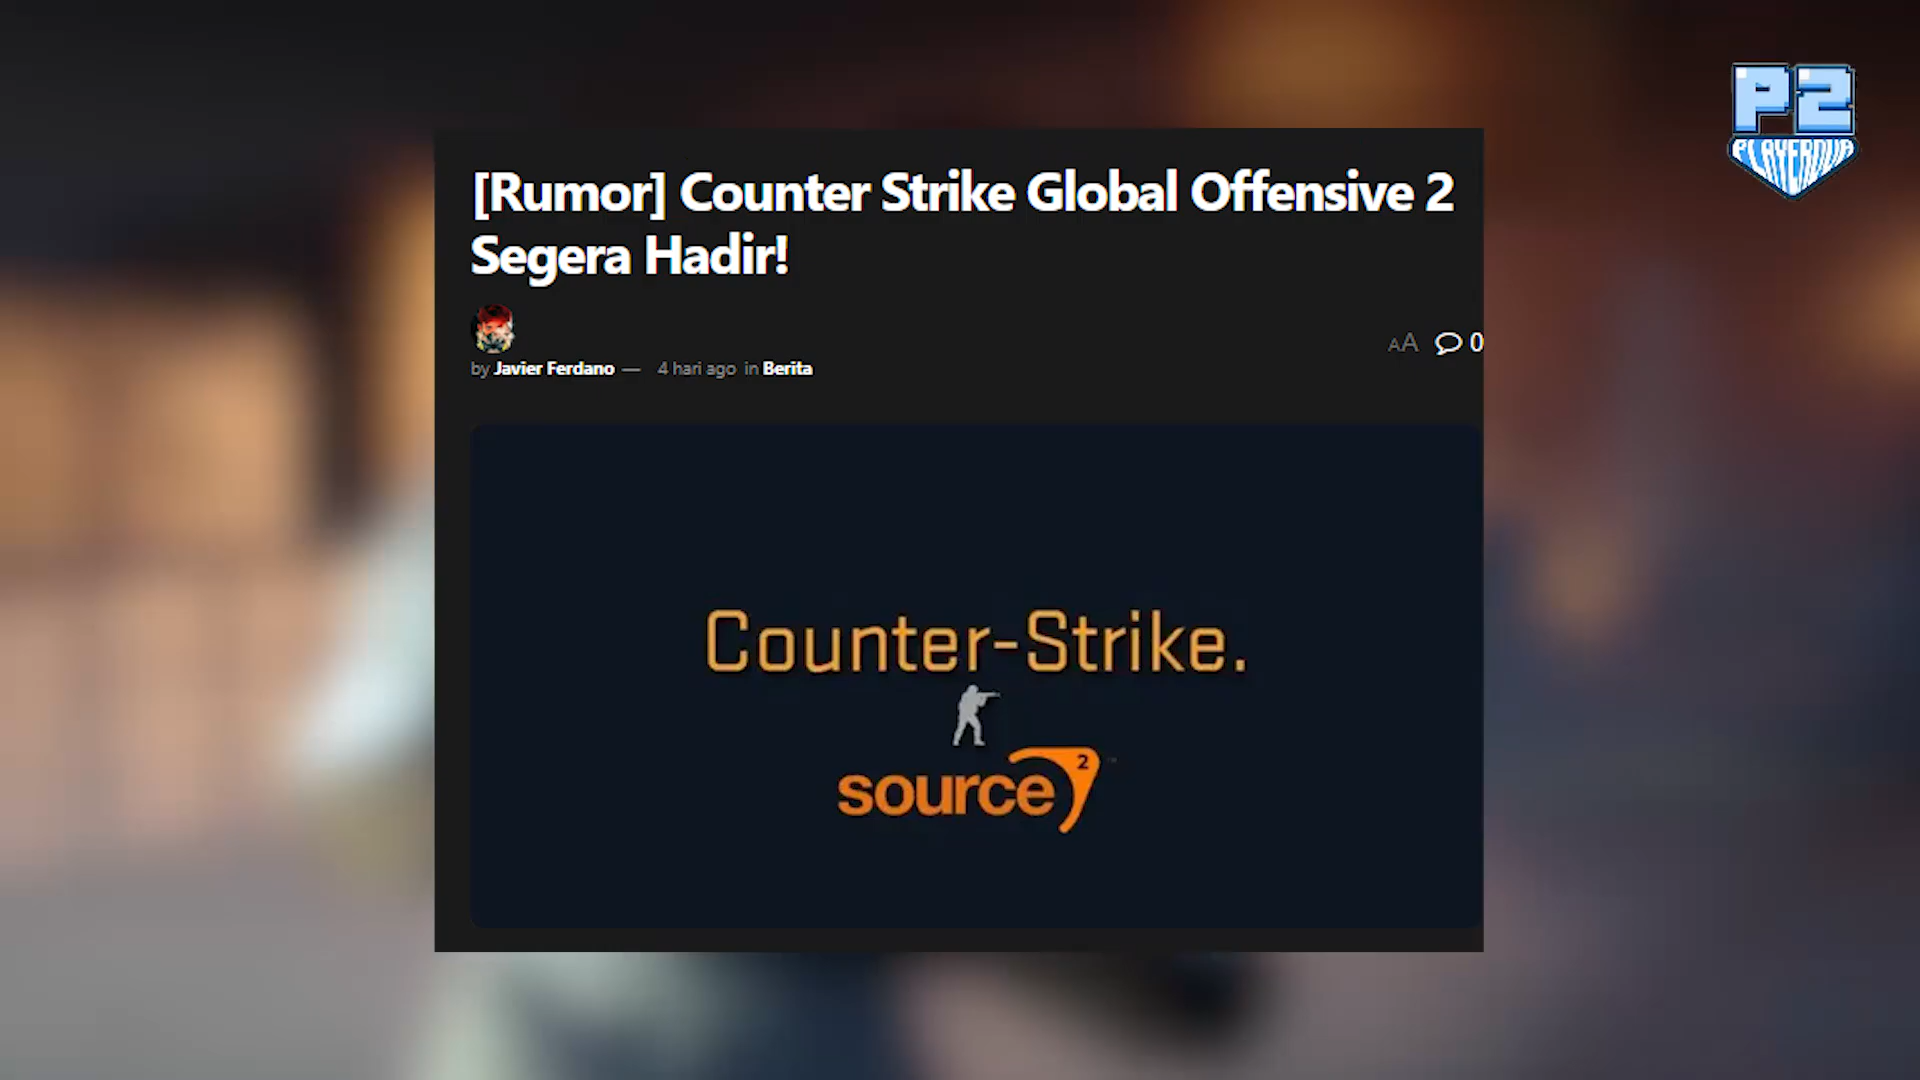 P2
PLAYERDUA
[Rumor] Counter Strike Global Offensive 2
Segera Hadir!
AA 0
by Javier Ferdano — 4 hari ago in Berita
Counter-Strike.
source 2